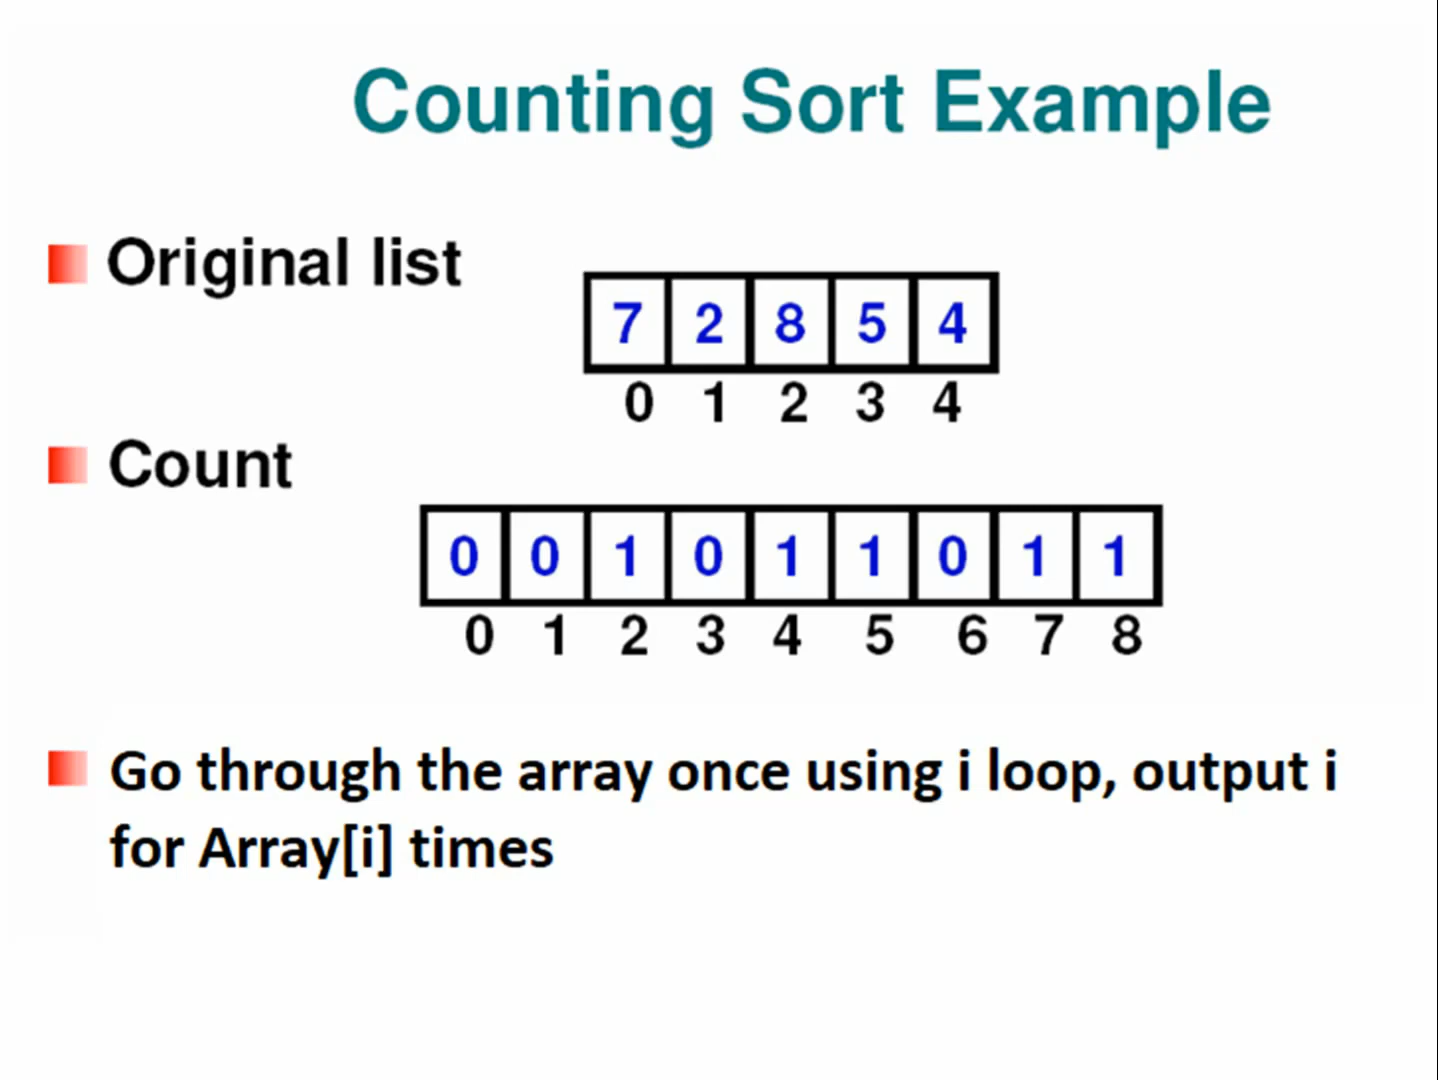 Counting Sort Example
Original list
7 2 8 5 4
0 1 2 3 4
Count
0 0 1 0 1 1 0 1 1
0 1 2 3 4 5 6 7 8
Go through the array once using i loop, output i
for Array[i] times